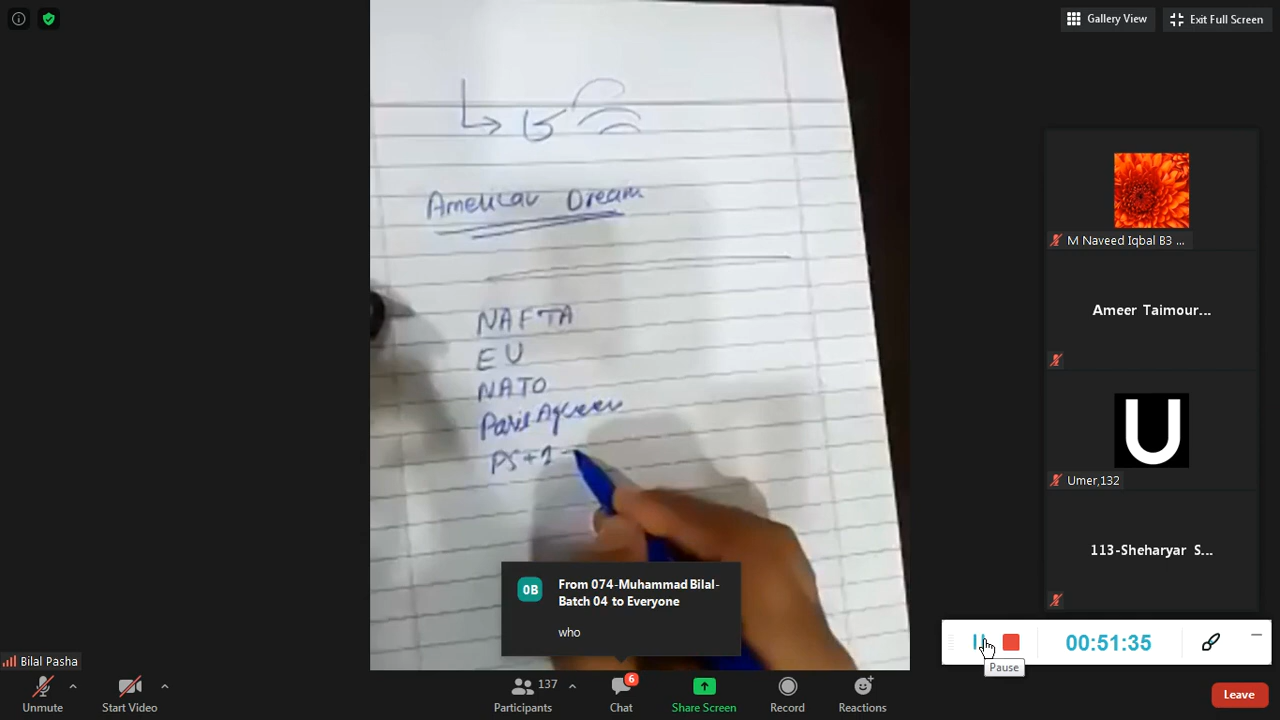 Gallery View
Exit Full Screen
American Dream
NAFTA
EU
NATO
Paris Agreem
P5+1
M Naveed Iqbal B3 ...
Ameer Taimour...
U
Umer,132
113-Sheharyar S...
0B
From 074-Muhammad Bilal-
Batch 04 to Everyone
who
00:51:35
Pause
Bilal Pasha
Unmute
Start Video
137
Participants
6
Chat
Share Screen
Record
Reactions
Leave